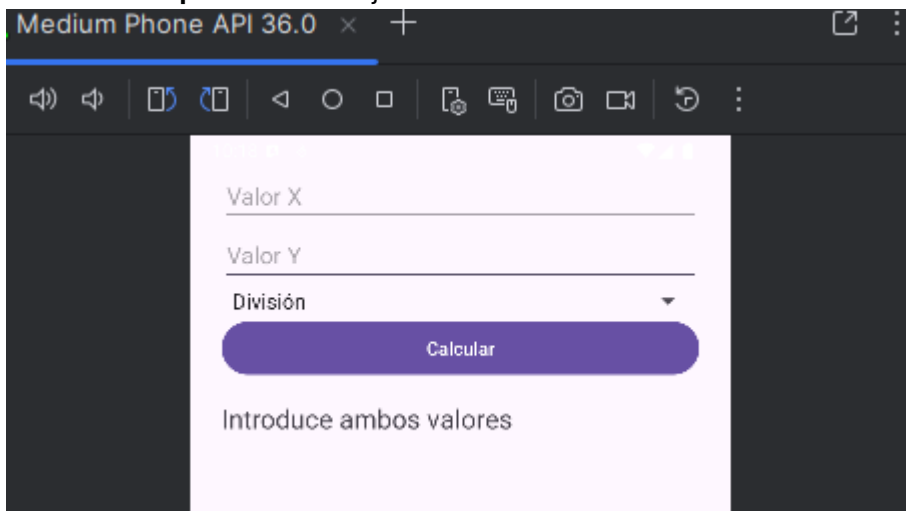 Medium Phone API 36.0
Valor X
Valor Y
División
Calcular
Introduce ambos valores